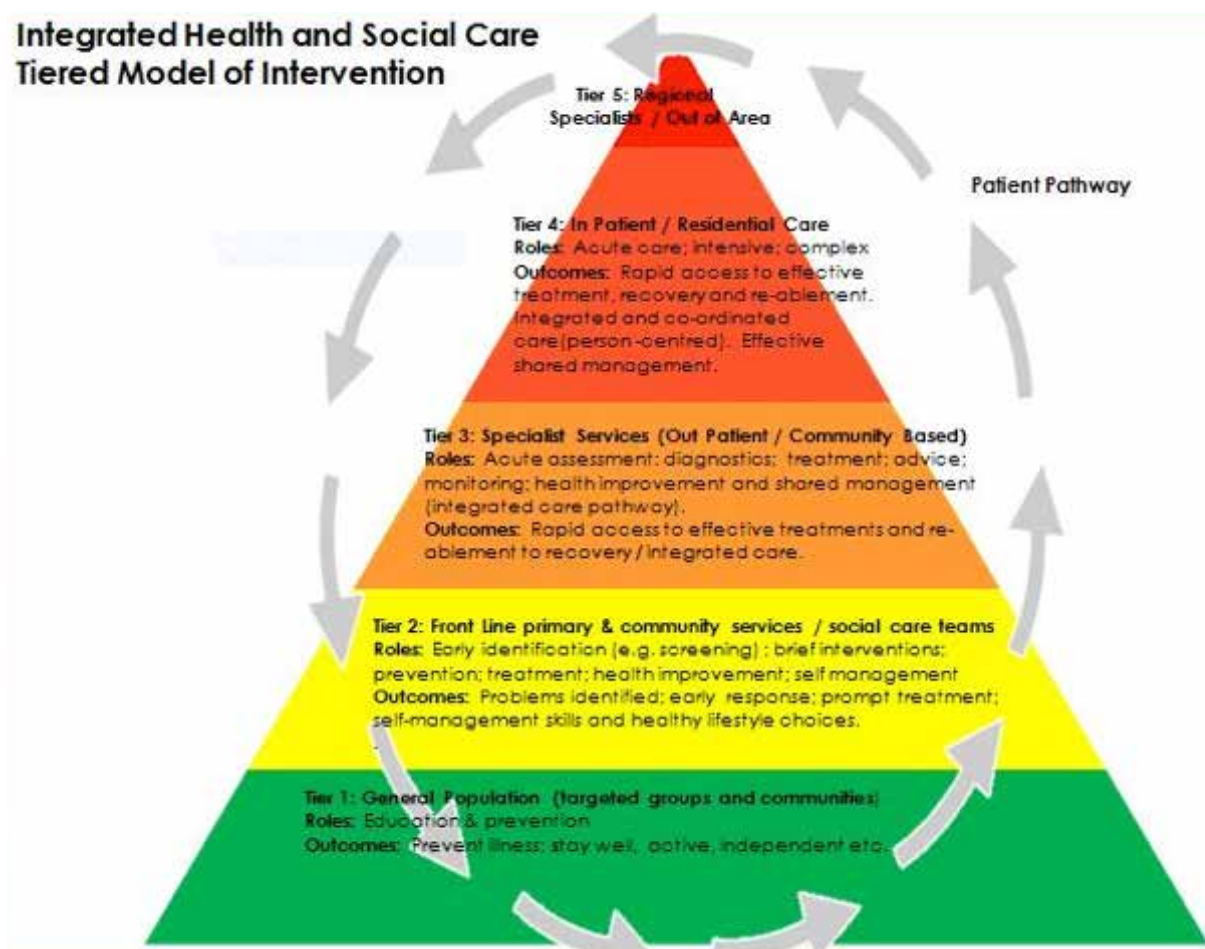 Integrated Health and Social Care
Tiered Model of Intervention
Tier 5: Regional
Specialists / Out of Area
Patient Pathway
Tier 4: In Patient / Residential Care
Roles: Acute care; intensive; complex
Outcomes: Rapid access to effective
treatment, recovery and re-ablement.
Integrated and co-ordinated
care(person-centred). Effective
shared management.
Tier 3: Specialist Services (Out Patient / Community Based)
Roles: Acute assessment; diagnostics; treatment; advice;
monitoring; health improvement and shared management
(integrated care pathway).
Outcomes: Rapid access to effective treatments and re-
ablement to recovery / integrated care.
Tier 2: Front Line primary & community services / social care teams
Roles: Early identification (e.g. screening) ; brief interventions;
prevention; treatment; health improvement; self management
Outcomes: Problems identified; early response; prompt treatment;
self-management skills and healthy lifestyle choices.
.
Tier 1: General Population (targeted groups and communities)
Roles: Education & prevention
Outcomes: Prevent illness; stay well, active, independent etc.